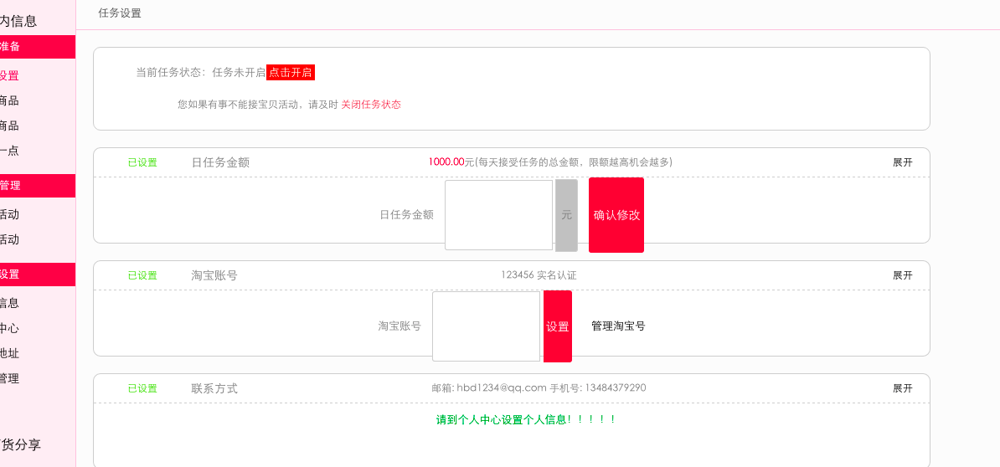 任务设置
内信息
准备
设置
商品
商品
一点
管理
活动
活动
设置
信息
中心
地址
管理
货分享
当前任务状态：任务未开启 点击开启
您如果有事不能接宝贝活动，请及时 关闭任务状态
已设置 日任务金额 1000.00元(每天接受任务的总金额，限额越高机会越多) 展开
日任务金额 元 确认修改
已设置 淘宝账号 123456 实名认证 展开
淘宝账号 设置 管理淘宝号
已设置 联系方式 邮箱: hbd1234@qq.com 手机号: 13484379290 展开
请到个人中心设置个人信息！！！！！